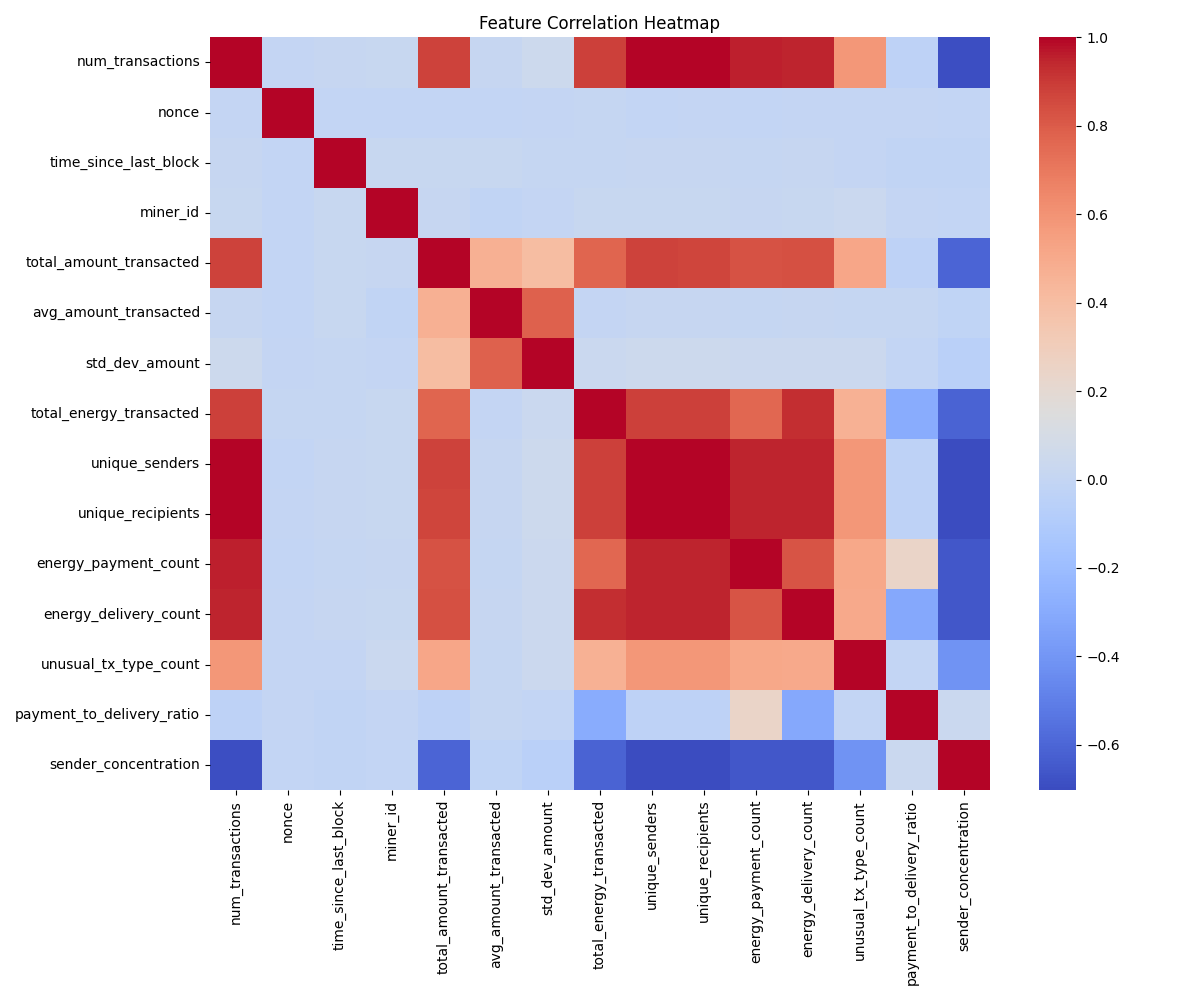 Feature Correlation Heatmap
num_transactions
nonce
time_since_last_block
miner_id
total_amount_transacted
avg_amount_transacted
std_dev_amount
total_energy_transacted
unique_senders
unique_recipients
energy_payment_count
energy_delivery_count
unusual_tx_type_count
payment_to_delivery_ratio
sender_concentration
num_transactions
nonce
time_since_last_block
miner_id
total_amount_transacted
avg_amount_transacted
std_dev_amount
total_energy_transacted
unique_senders
unique_recipients
energy_payment_count
energy_delivery_count
unusual_tx_type_count
payment_to_delivery_ratio
sender_concentration
1.0
0.8
0.6
0.4
0.2
0.0
−0.2
−0.4
−0.6